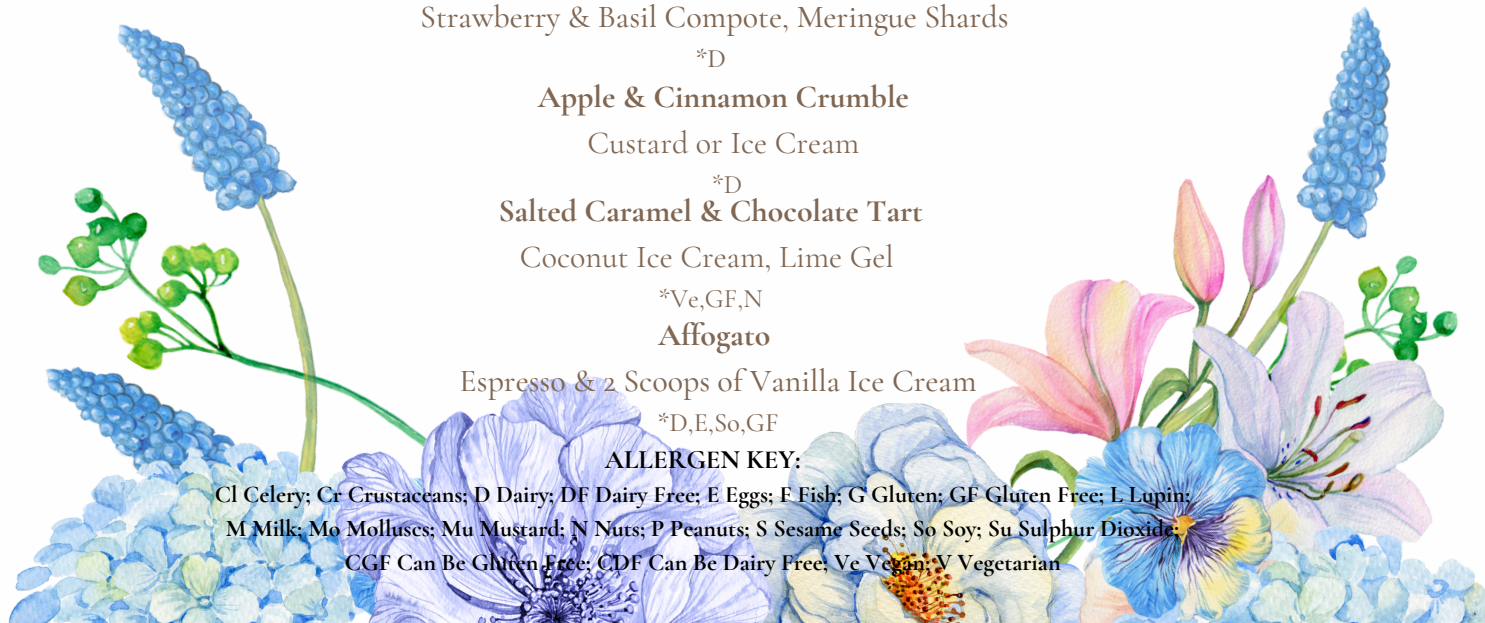 Strawberry & Basil Compote, Meringue Shards
*D
Apple & Cinnamon Crumble
Custard or Ice Cream
*D
Salted Caramel & Chocolate Tart
Coconut Ice Cream, Lime Gel
*Ve,GF,N
Affogato
Espresso & 2 Scoops of Vanilla Ice Cream
*D,E,So,GF
ALLERGEN KEY:
Cl Celery; Cr Crustaceans; D Dairy; DF Dairy Free; E Eggs; F Fish; G Gluten; GF Gluten Free; L Lupin;
M Milk; Mo Molluscs; Mu Mustard; N Nuts; P Peanuts; S Sesame Seeds; So Soy; Su Sulphur Dioxide;
CGF Can Be Gluten Free; CDF Can Be Dairy Free; Ve Vegan; V Vegetarian